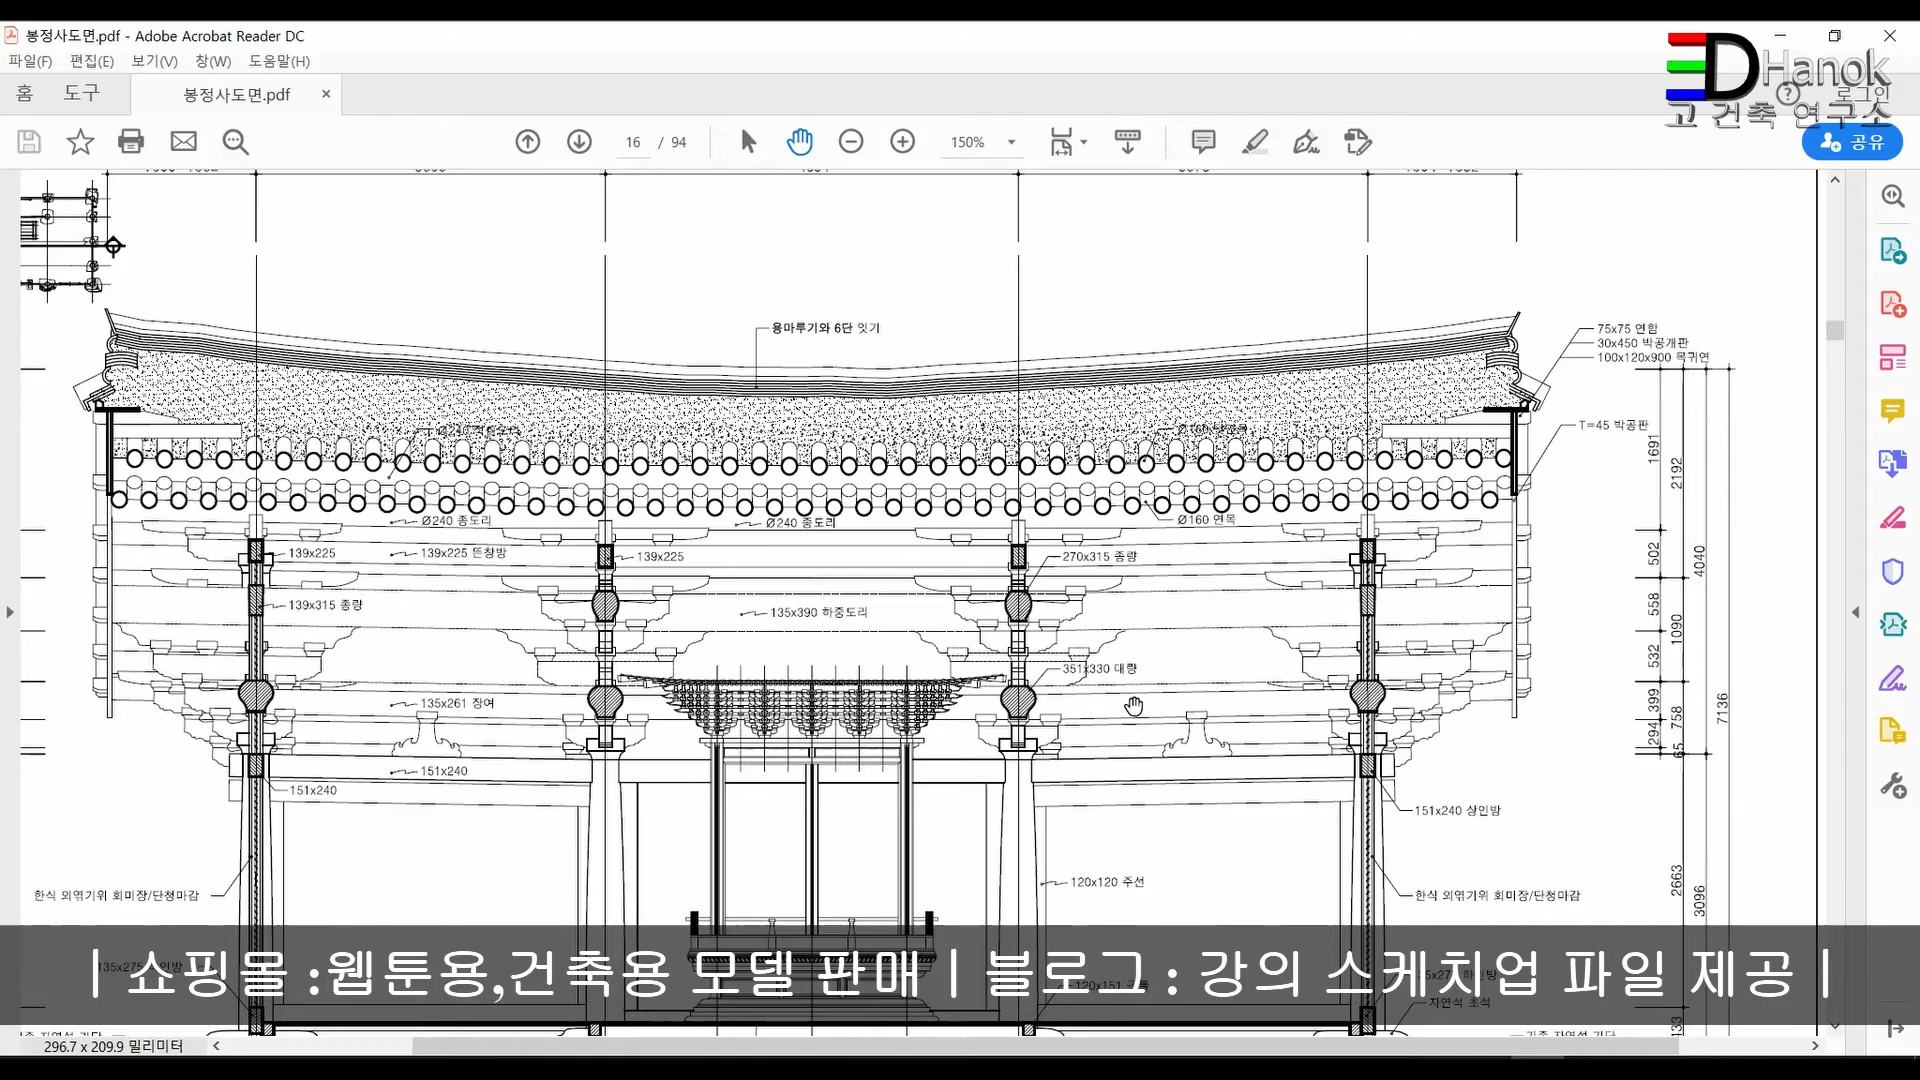 봉정사도면.pdf - Adobe Acrobat Reader DC
파일(F) 편집(E) 보기(V) 창(W) 도움말(H)
홈 도구 봉정사도면.pdf ×
로그인
DHanok
고 건축 연구소
16 / 94 150%
공유
용마루기와 6단 잇기
75x75 연함
30x450 박공개판
100x120x900 목귀연
T=45 박공판
Ø240 종도리
Ø240 종도리
Ø160 연목
139x225
139x225 뜬창방
139x225
270x315 종량
139x315 종량
135x390 하중도리
351x330 대량
135x261 장여
151x240
151x240
151x240 상인방
120x120 주선
한식 외엮기위 회미장/단청마감
한식 외엮기위 회미장/단청마감
1691
2192
502
4040
558
1090
532
399
758
294
65
7136
2663
3096
자연석 초석
| 쇼핑몰 :웹툰용,건축용 모델 판매 | 블로그 : 강의 스케치업 파일 제공 |
296.7 x 209.9 밀리미터